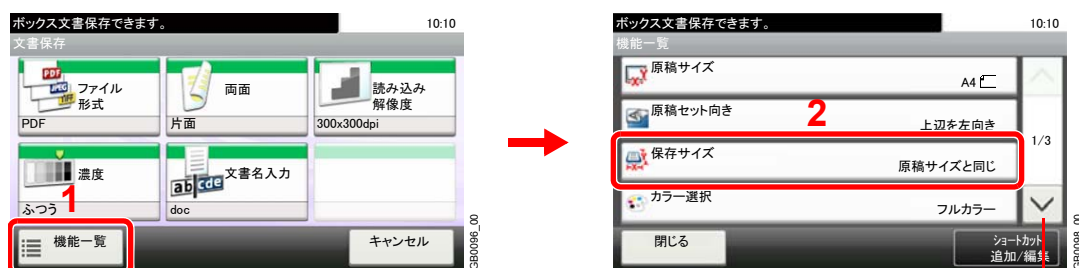 ボックス文書保存できます。 10:10
文書保存
PDF JPEG TIFF ファイル形式
PDF
両面
片面
読み込み解像度
300x300dpi
濃度
ふつう
1
ab cde 文書名入力
doc
機能一覧
キャンセル
GB0096_00
ボックス文書保存できます。 10:10
機能一覧
原稿サイズ
A4
原稿セット向き
上辺を左向き
2
保存サイズ
原稿サイズと同じ
1/3
カラー選択
フルカラー
閉じる
ショートカット
追加/編集
GB0098_00